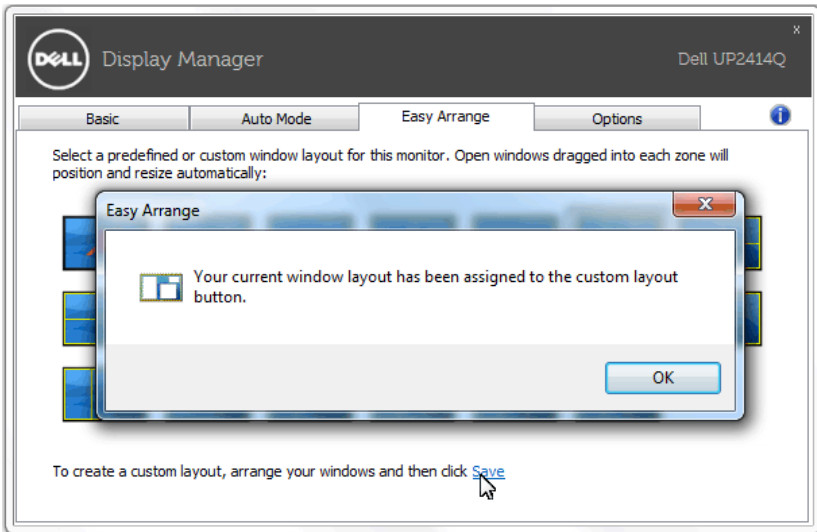 x
DELL Display Manager Dell UP2414Q
Basic Auto Mode Easy Arrange Options i
Select a predefined or custom window layout for this monitor. Open windows dragged into each zone will
position and resize automatically:
Easy Arrange x
Your current window layout has been assigned to the custom layout
button.
OK
To create a custom layout, arrange your windows and then click Save